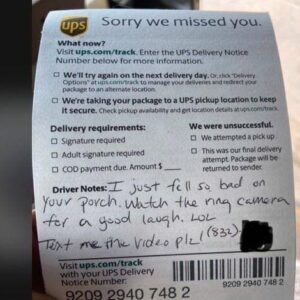 ups
Sorry we missed you.
What now?
Visit ups.com/track. Enter the UPS Delivery Notice
Number below for more information.
We'll try again on the next delivery day. Or, click "Delivery
Options" at ups.com/track to manage your deliveries and redirect your
package to an alternate location.
We're taking your package to a UPS pickup location to keep
it secure. Check pickup availability and get location details at ups.com/track.
Delivery requirements:
Signature required
Adult signature required
COD payment due. Amount $
We were unsuccessful.
We attempted a pick up
This was our final delivery
attempt. Package will be
returned to sender.
Driver Notes: I just fell so bad on
your porch. Watch the ring camera
for a good laugh. LOL
Text me the video plz! (832)-
Visit ups.com/track
with your UPS Delivery
Notice Number:
9209 2940 748 2
9209 2940 748 2